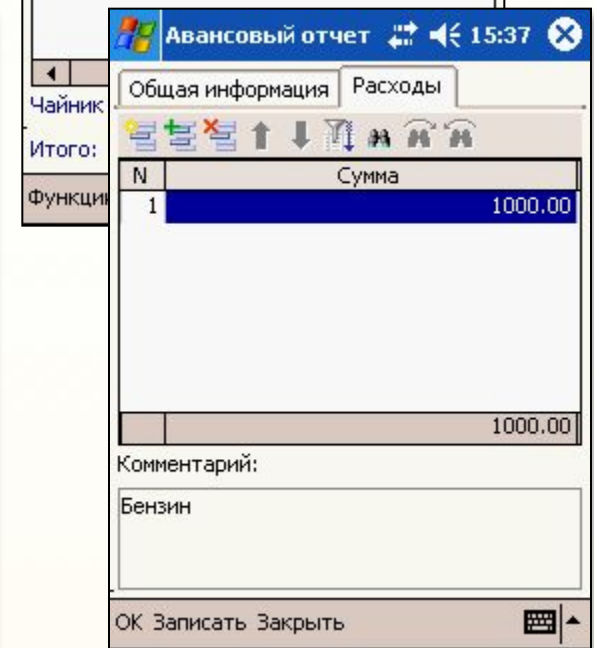 Авансовый отчет 15:37
Общая информация Расходы
Чайник
Итого:
N Сумма
Функции
1 1000.00
1000.00
Комментарий:
Бензин
ОК Записать Закрыть